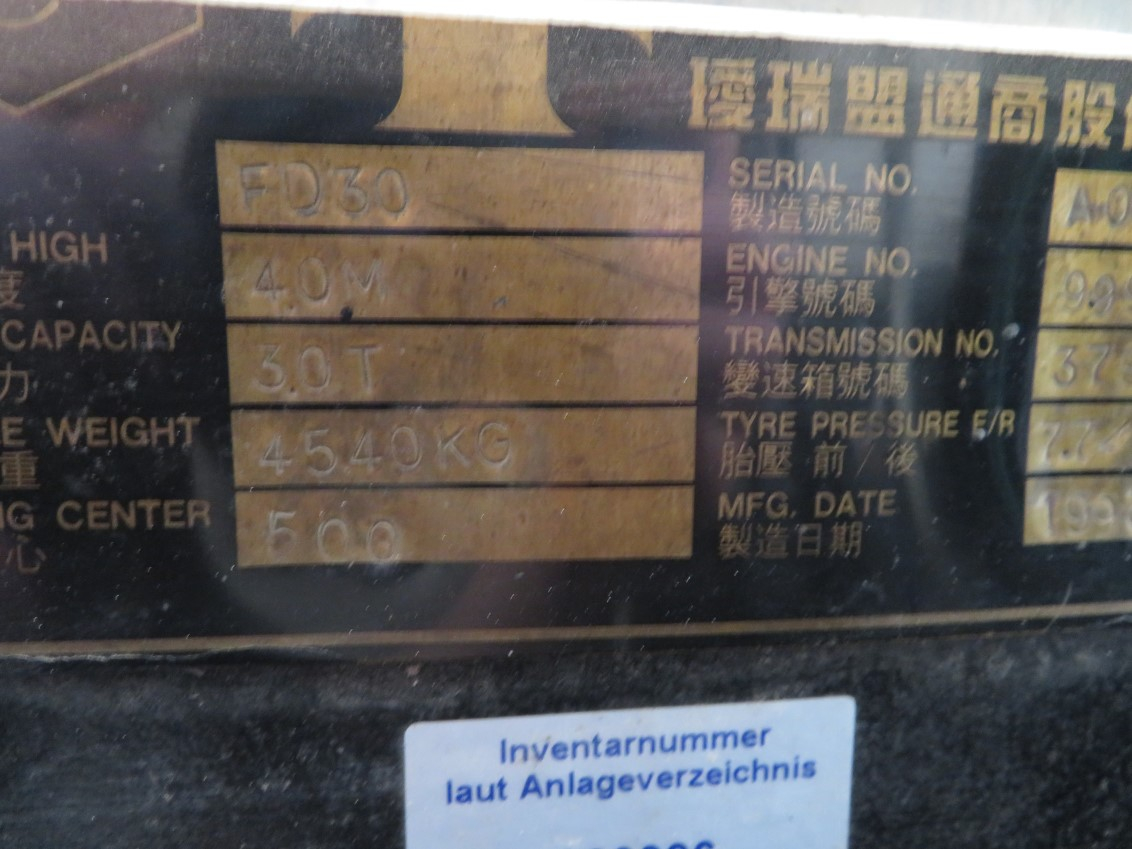 璦瑞盟通商股
FD30
HIGH
度
4.0M
CAPACITY
力
3.0T
WEIGHT
重
4540KG
CENTER
心
500
SERIAL NO.
製造號碼
ENGINE NO.
引擎號碼
TRANSMISSION NO.
變速箱號碼
TYRE PRESSURE F/R
胎壓 前/後
MFG. DATE
製造日期
Inventarnummer
laut Anlageverzeichnis